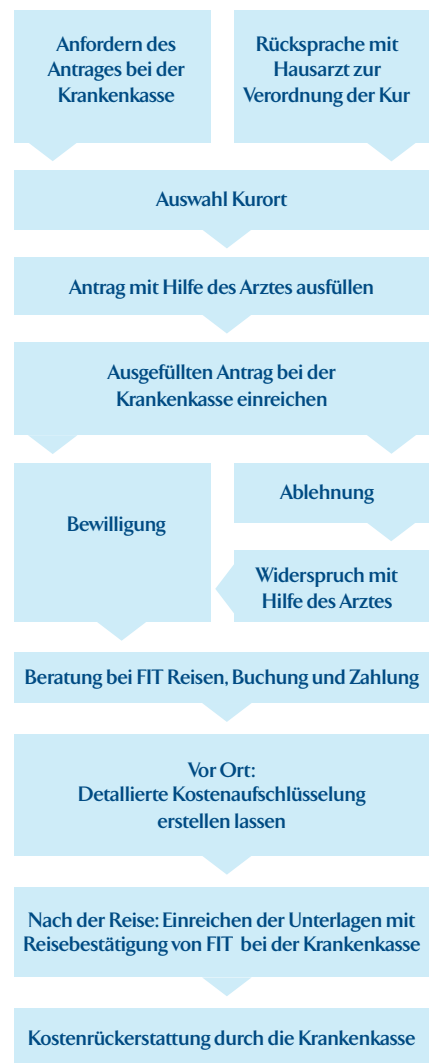 Anfordern des
Antrages bei der
Krankenkasse
Rücksprache mit
Hausarzt zur
Verordnung der Kur
Auswahl Kurort
Antrag mit Hilfe des Arztes ausfüllen
Ausgefüllten Antrag bei der
Krankenkasse einreichen
Bewilligung
Ablehnung
Widerspruch mit
Hilfe des Arztes
Beratung bei FIT Reisen, Buchung und Zahlung
Vor Ort:
Detallierte Kostenaufschlüsselung
erstellen lassen
Nach der Reise: Einreichen der Unterlagen mit
Reisebestätigung von FIT bei der Krankenkasse
Kostenrückerstattung durch die Krankenkasse